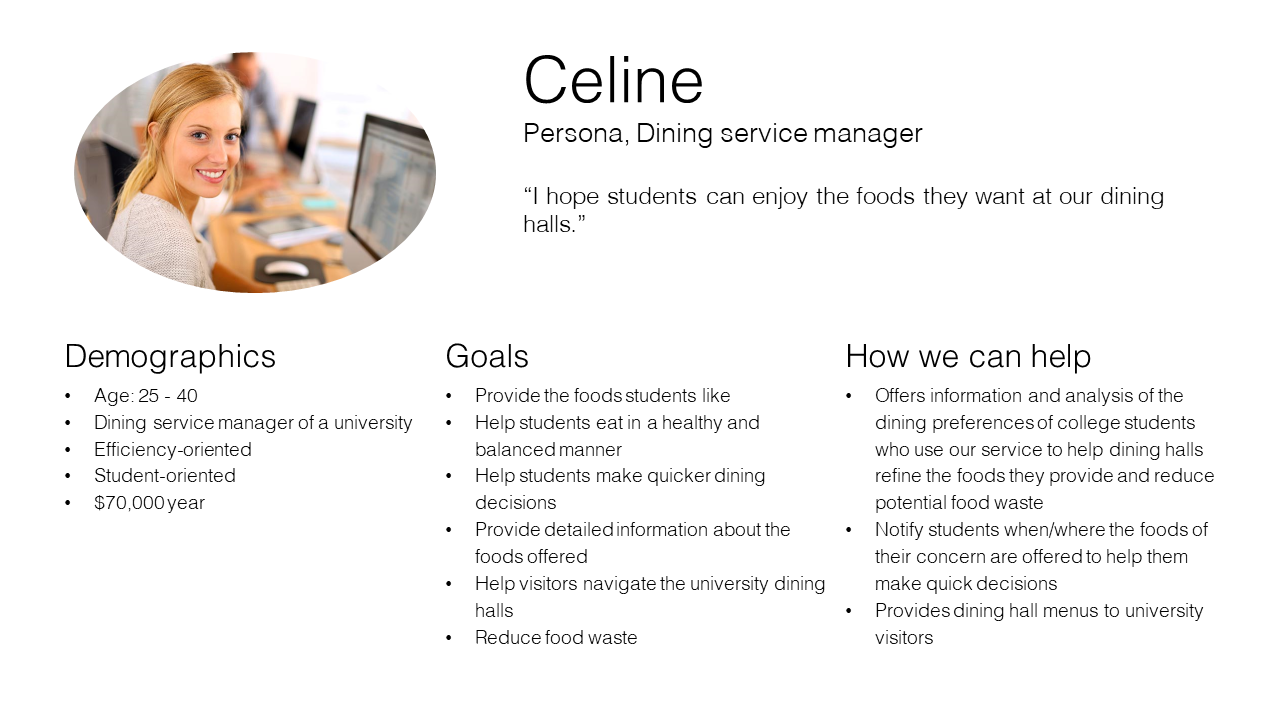 Celine
Persona, Dining service manager
“I hope students can enjoy the foods they want at our dining
halls.”
Demographics
• Age: 25 - 40
• Dining service manager of a university
• Efficiency-oriented
• Student-oriented
• $70,000 year
Goals
• Provide the foods students like
• Help students eat in a healthy and
balanced manner
• Help students make quicker dining
decisions
• Provide detailed information about the
foods offered
• Help visitors navigate the university dining
halls
• Reduce food waste
How we can help
• Offers information and analysis of the
dining preferences of college students
who use our service to help dining halls
refine the foods they provide and reduce
potential food waste
• Notify students when/where the foods of
their concern are offered to help them
make quick decisions
• Provides dining hall menus to university
visitors